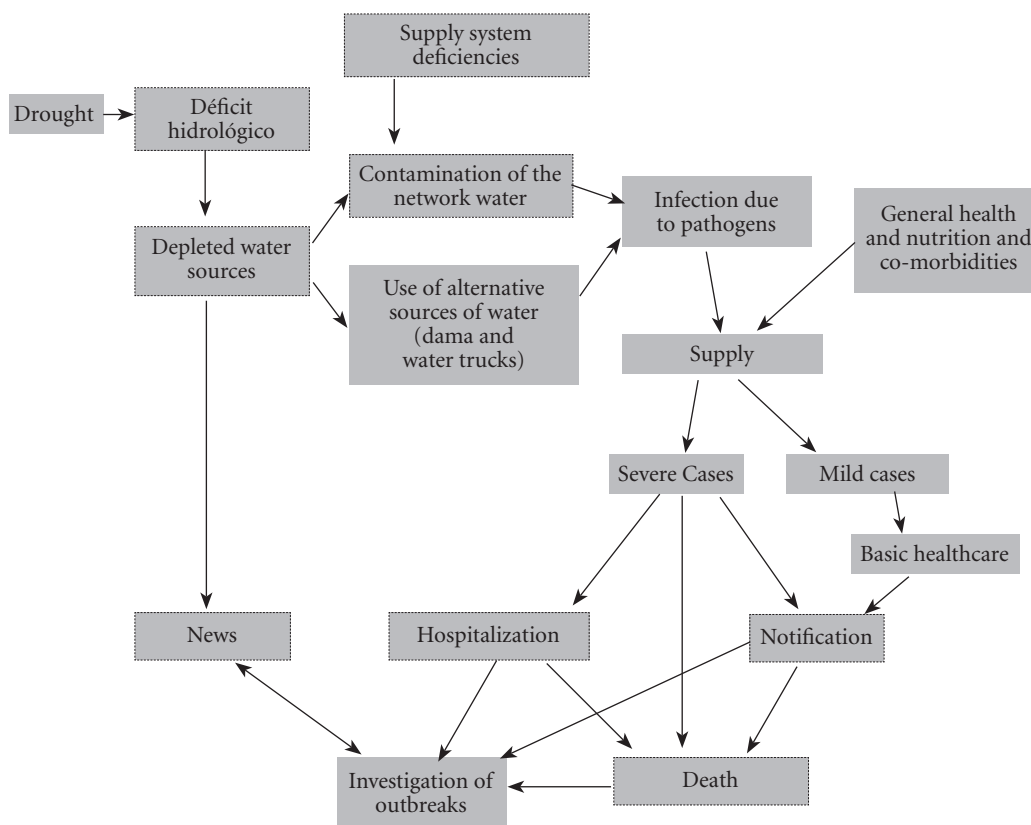 Supply system
deficiencies
Drought
Déficit
hidrológico
Contamination of the
network water
Infection due
to pathogens
General health
and nutrition and
co-morbidities
Depleted water
sources
Use of alternative
sources of water
(dama and
water trucks)
Supply
Severe Cases
Mild cases
Basic healthcare
News
Hospitalization
Notification
Investigation of
outbreaks
Death